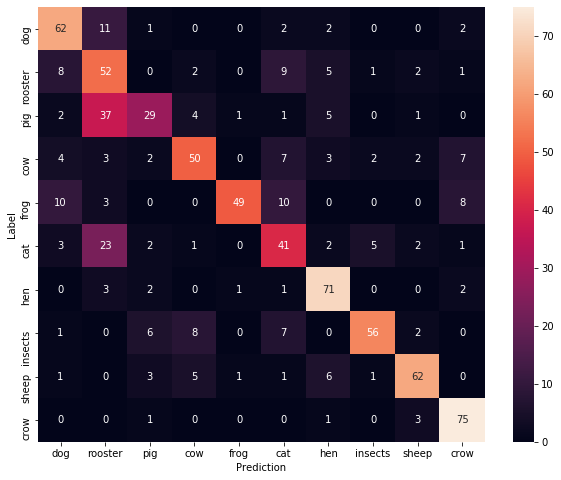 dog 62 11 1 0 0 2 2 0 0 2
rooster 8 52 0 2 0 9 5 1 2 1
pig 2 37 29 4 1 1 5 0 1 0
cow 4 3 2 50 0 7 3 2 2 7
frog 10 3 0 0 49 10 0 0 0 8
cat 3 23 2 1 0 41 2 5 2 1
hen 0 3 2 0 1 1 71 0 0 2
insects 1 0 6 8 0 7 0 56 2 0
sheep 1 0 3 5 1 1 6 1 62 0
crow 0 0 1 0 0 0 1 0 3 75
dog rooster pig cow frog cat hen insects sheep crow
Prediction
Label
70
60
50
40
30
20
10
0